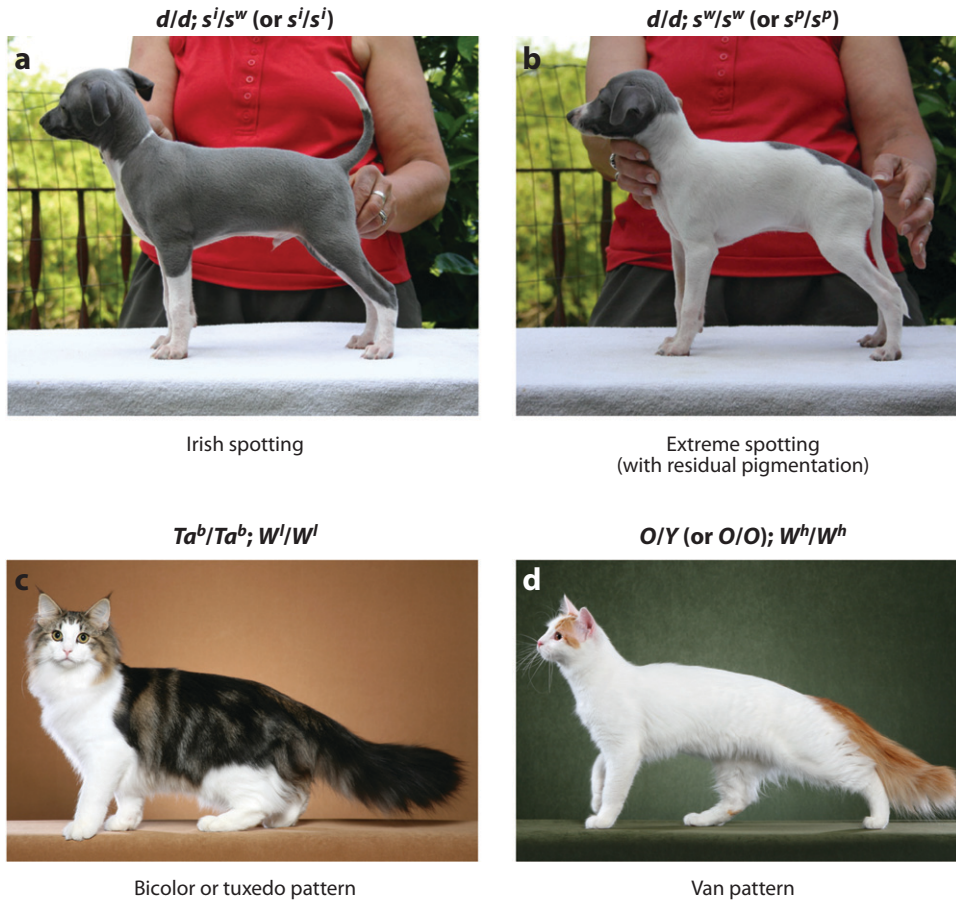 d/d; sⁱ/sʷ (or sⁱ/sⁱ)
d/d; sʷ/sʷ (or sᵖ/sᵖ)
a
b
Irish spotting
Extreme spotting
(with residual pigmentation)
Taᵇ/Taᵇ; Wˡ/Wˡ
O/Y (or O/O); Wʰ/Wʰ
c
d
Bicolor or tuxedo pattern
Van pattern